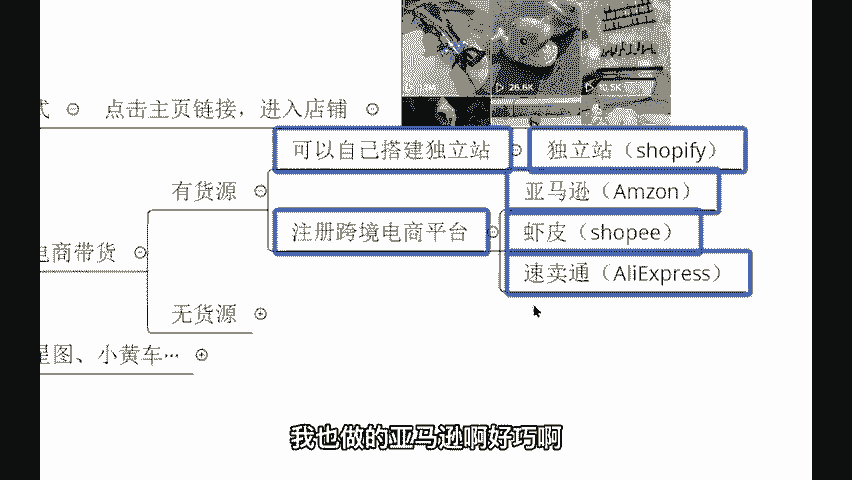 26.6K
10.5K
点击主页链接，进入店铺
可以自己搭建独立站
独立站（shopify）
有货源
亚马逊（Amzon）
注册跨境电商平台
虾皮（shopee）
电商带货
速卖通（AliExpress）
无货源
星图、小黄车…
我也做的亚马逊啊好巧啊